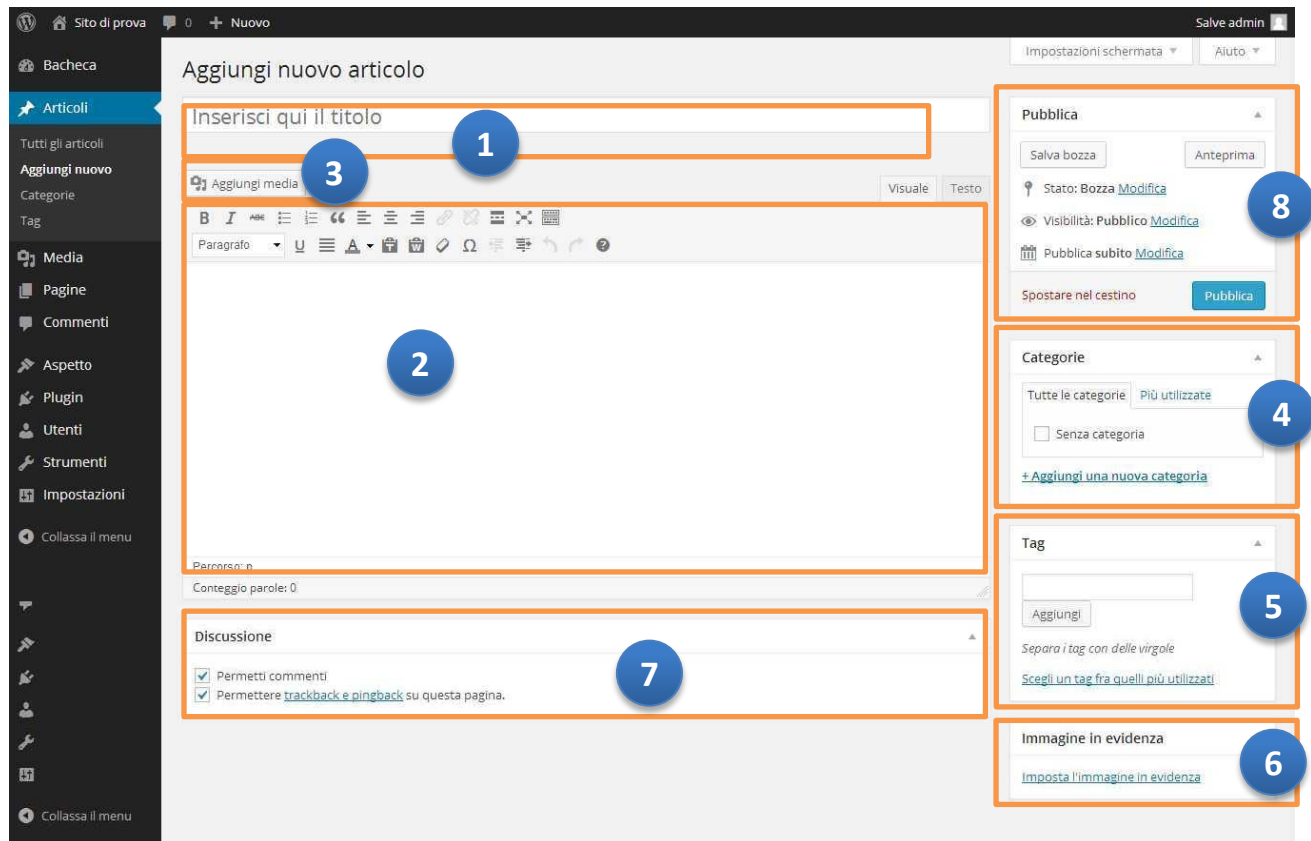 Sito di prova 0 + Nuovo Salve admin
Impostazioni schermata Aiuto
Bacheca
Articoli
Tutti gli articoli
Aggiungi nuovo
Categorie
Tag
Media
Pagine
Commenti
Aspetto
Plugin
Utenti
Strumenti
Impostazioni
Collassa il menu
Collassa il menu
Aggiungi nuovo articolo
Inserisci qui il titolo
1
3
Aggiungi media
Visuale Testo
B I ABC
Paragrafo U A T W Ω
2
Percorso: p
Conteggio parole: 0
Discussione
7
Permetti commenti
Permettere trackback e pingback su questa pagina.
Pubblica
Salva bozza Anteprima
Stato: Bozza Modifica
8
Visibilità: Pubblico Modifica
Pubblica subito Modifica
Spostare nel cestino Pubblica
Categorie
Tutte le categorie Più utilizzate
4
Senza categoria
+ Aggiungi una nuova categoria
Tag
5
Aggiungi
Separa i tag con delle virgole
Scegli un tag fra quelli più utilizzati
Immagine in evidenza
6
Imposta l'immagine in evidenza